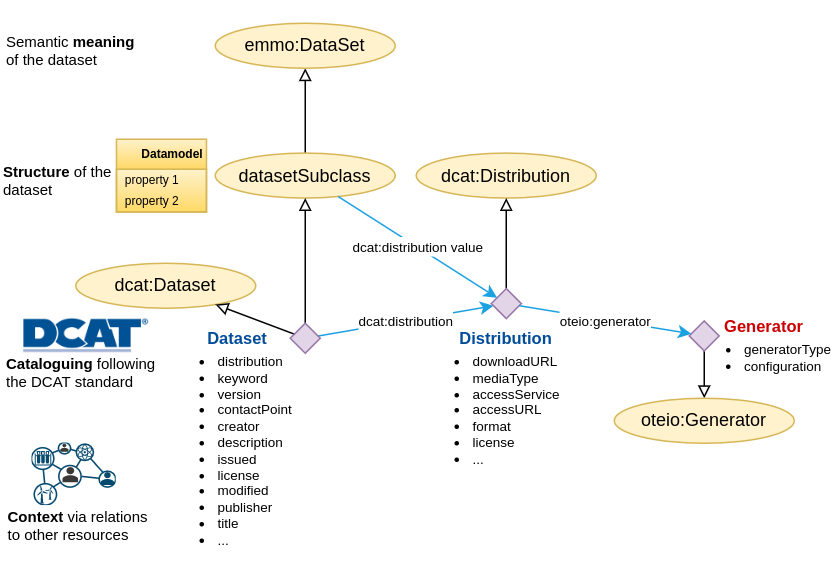 Semantic meaning
of the dataset
emmo:DataSet
Structure of the
dataset
Datamodel
property 1
property 2
datasetSubclass
dcat:Distribution
dcat:distribution value
dcat:Dataset
DCAT®
Cataloguing following
the DCAT standard
dcat:distribution
oteio:generator
Dataset
• distribution
• keyword
• version
• contactPoint
• creator
• description
• issued
• license
• modified
• publisher
• title
• ...
Distribution
• downloadURL
• mediaType
• accessService
• accessURL
• format
• license
• ...
Generator
• generatorType
• configuration
oteio:Generator
Context via relations
to other resources